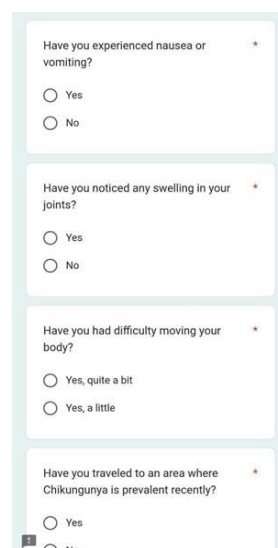 Have you experienced nausea or *
vomiting?
Yes
No
Have you noticed any swelling in your *
joints?
Yes
No
Have you had difficulty moving your *
body?
Yes, quite a bit
Yes, a little
Have you traveled to an area where *
Chikungunya is prevalent recently?
Yes